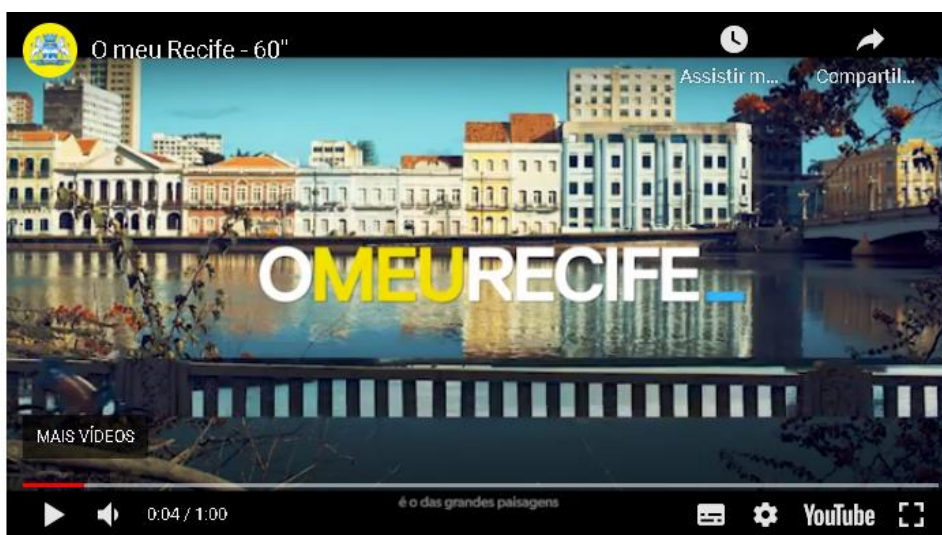 O meu Recife - 60"
Assistir m... Compartil...
OMEURECIFE_
MAIS VÍDEOS
é o das grandes paisagens
0:04 / 1:00
YouTube